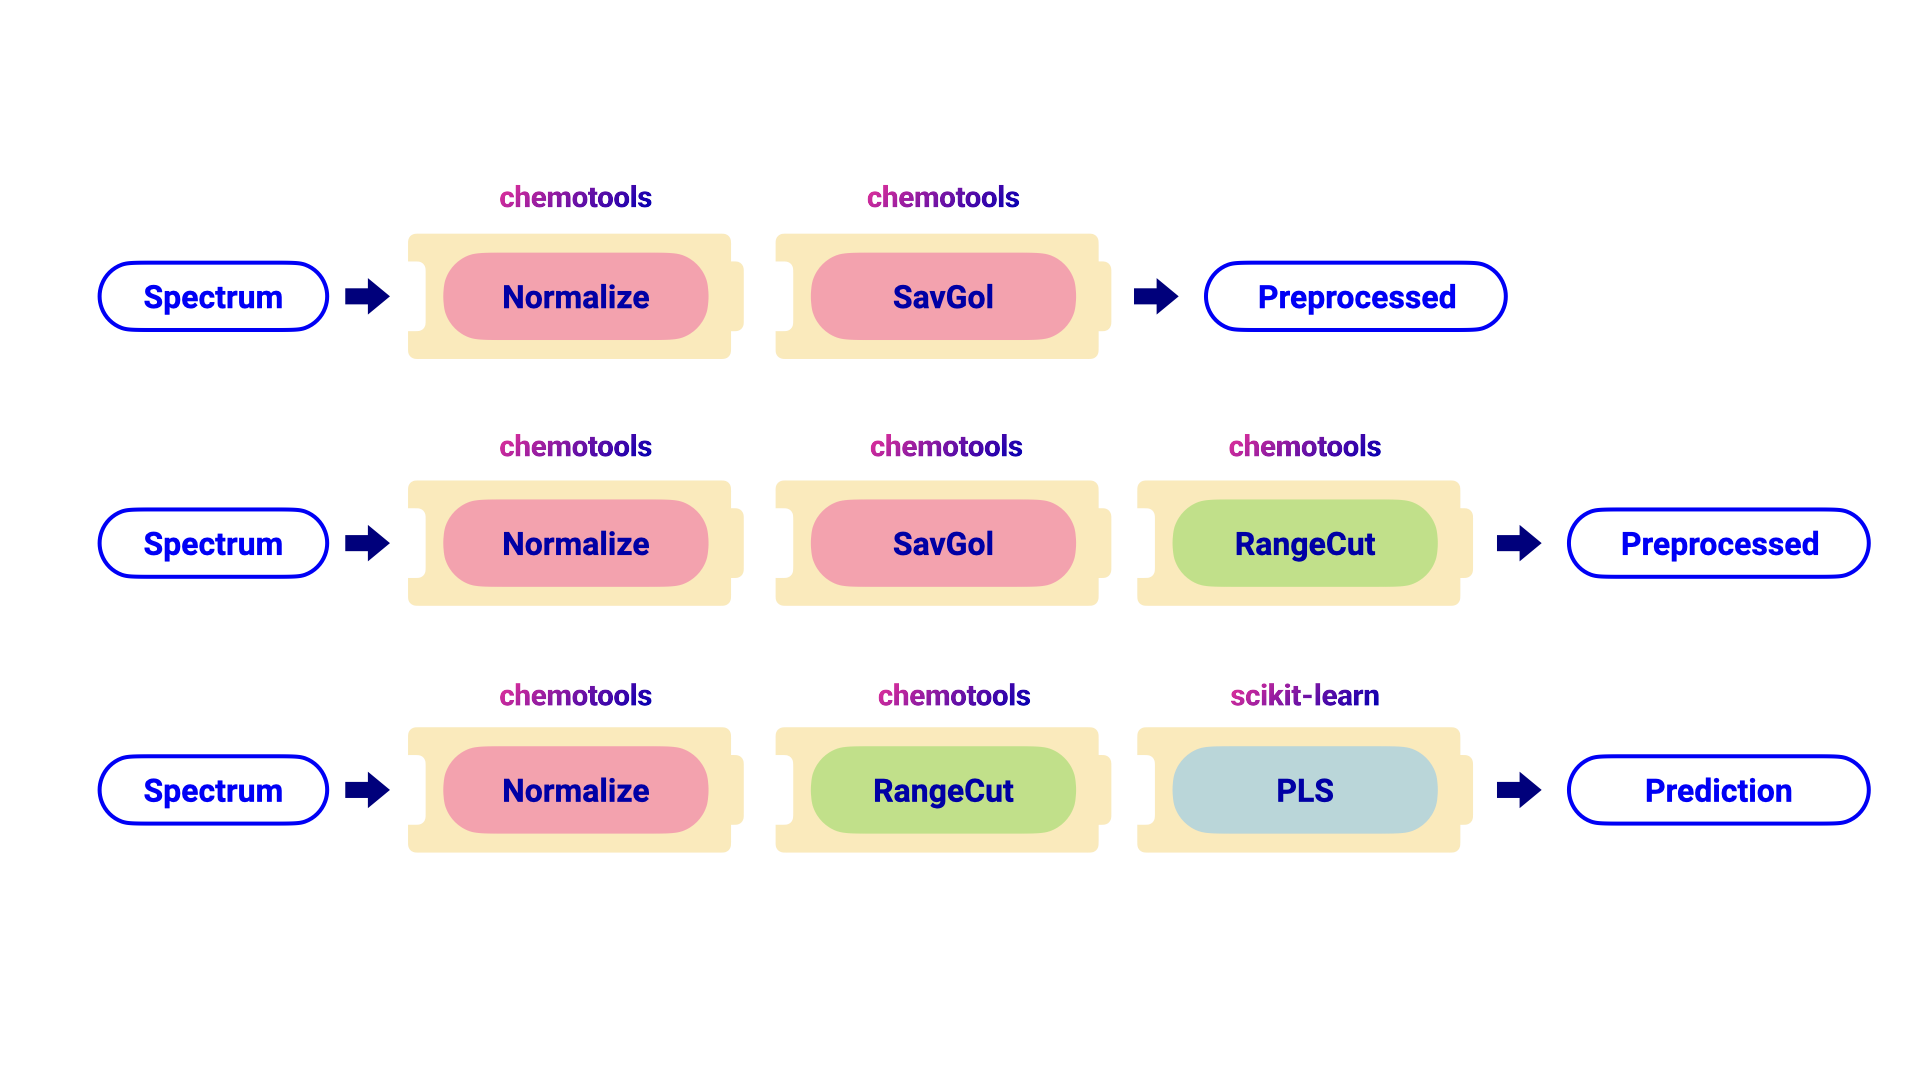 chemotools chemotools
Spectrum Normalize SavGol Preprocessed
chemotools chemotools chemotools
Spectrum Normalize SavGol RangeCut Preprocessed
chemotools chemotools scikit-learn
Spectrum Normalize RangeCut PLS Prediction